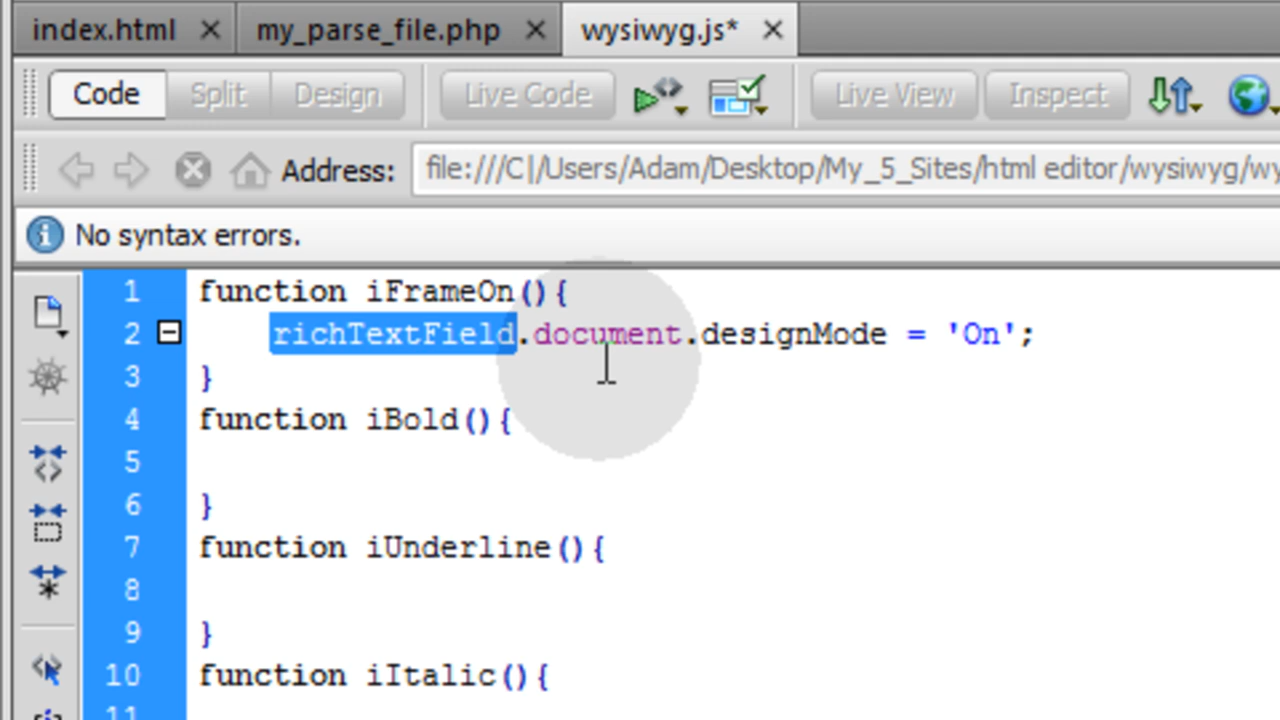 index.html my_parse_file.php wysiwyg.js*
Code Split Design Live Code Live View Inspect
Address: file:///C|/Users/Adam/Desktop/My_5_Sites/html editor/wysiwyg/wy
No syntax errors.
1 function iFrameOn(){
2 richTextField.document.designMode = 'On';
3 }
4 function iBold(){
5
6 }
7 function iUnderline(){
8
9 }
10 function iItalic(){
11